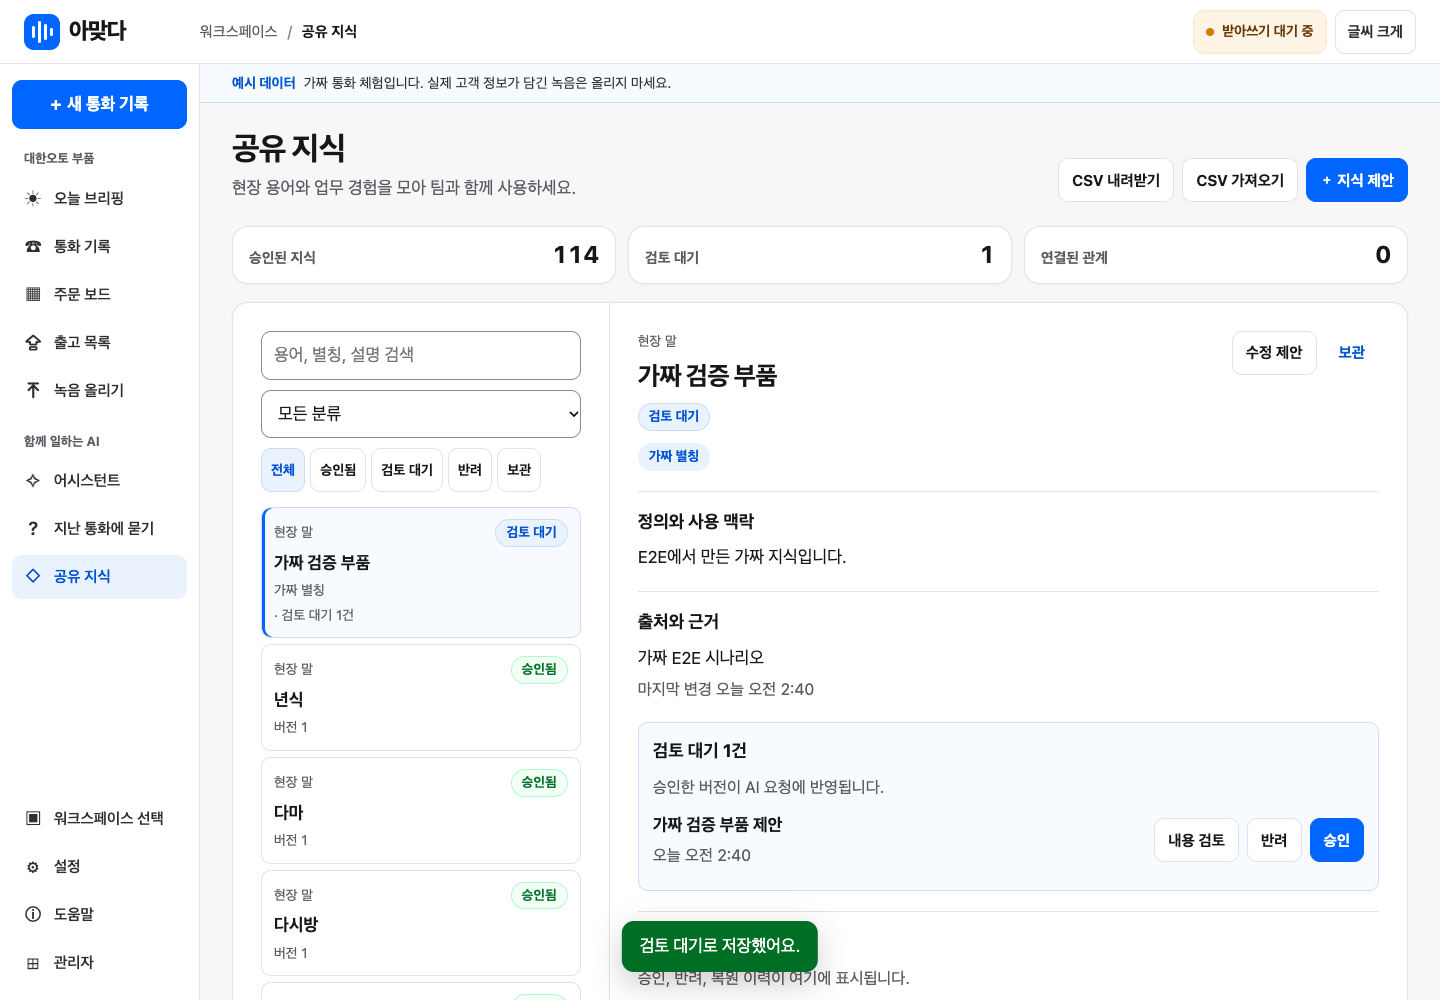 아맞다
워크스페이스 / 공유 지식
받아쓰기 대기 중
글씨 크게
+ 새 통화 기록
대한오토 부품
오늘 브리핑
통화 기록
주문 보드
출고 목록
녹음 올리기
함께 일하는 AI
어시스턴트
? 지난 통화에 묻기
공유 지식
워크스페이스 선택
설정
도움말
관리자
예시 데이터 가짜 통화 체험입니다. 실제 고객 정보가 담긴 녹음은 올리지 마세요.
공유 지식
현장 용어와 업무 경험을 모아 팀과 함께 사용하세요.
CSV 내려받기
CSV 가져오기
+ 지식 제안
승인된 지식 114
검토 대기 1
연결된 관계 0
용어, 별칭, 설명 검색
모든 분류
전체 승인됨 검토 대기 반려 보관
현장 말 검토 대기
가짜 검증 부품
가짜 별칭
· 검토 대기 1건
현장 말 승인됨
년식
버전 1
현장 말 승인됨
다마
버전 1
현장 말 승인됨
다시방
버전 1
현장 말
가짜 검증 부품
검토 대기
가짜 별칭
수정 제안 보관
정의와 사용 맥락
E2E에서 만든 가짜 지식입니다.
출처와 근거
가짜 E2E 시나리오
마지막 변경 오늘 오전 2:40
검토 대기 1건
승인한 버전이 AI 요청에 반영됩니다.
가짜 검증 부품 제안
오늘 오전 2:40
내용 검토 반려 승인
검토 대기로 저장했어요.
승인, 반려, 복원 이력이 여기에 표시됩니다.